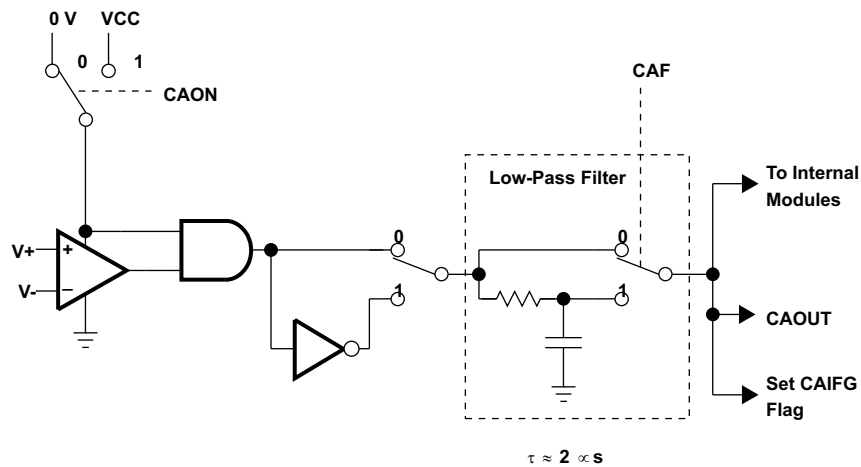 0 V VCC
0 1
CAON
CAF
Low-Pass Filter
To Internal
Modules
V+
+
V-
−
0
1
0
1
CAOUT
Set CAIFG
Flag
τ ≈ 2 ∝s